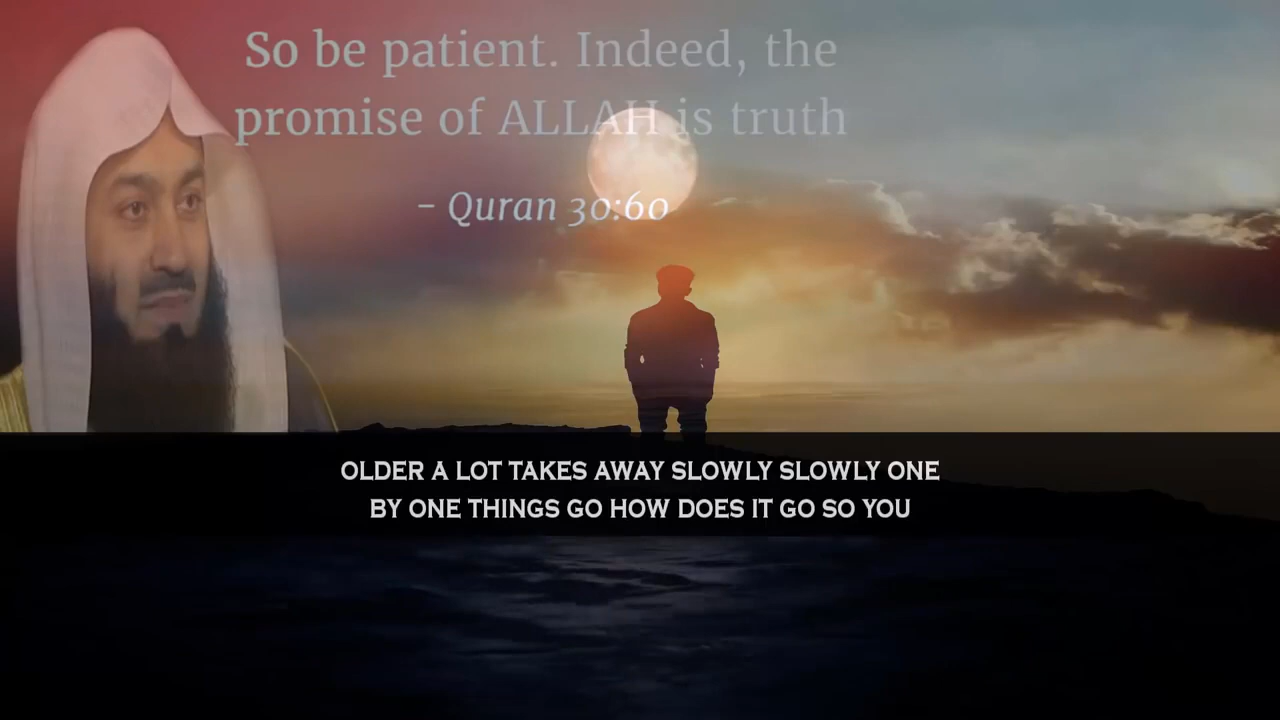 So be patient. Indeed, the
promise of ALLAH is truth
– Quran 30:60
OLDER A LOT TAKES AWAY SLOWLY SLOWLY ONE
BY ONE THINGS GO HOW DOES IT GO SO YOU